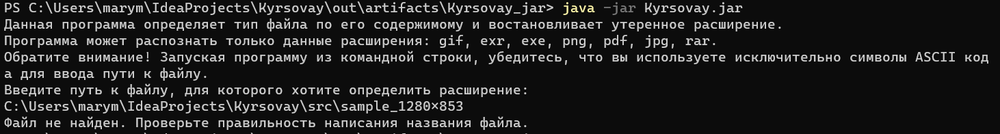 PS C:\Users\marym\IdeaProjects\Kyrsovay\out\artifacts\Kyrsovay_jar> java -jar Kyrsovay.jar
Данная программа определяет тип файла по его содержимому и востановливает утеренное расширение.
Программа может распознать только данные расширения: gif, exr, exe, png, pdf, jpg, rar.
Обратите внимание! Запуская программу из командной строки, убедитесь, что вы используете исключительно символы ASCII код
а для ввода пути к файлу.
Введите путь к файлу, для которого хотите определить расширение:
C:\Users\marym\IdeaProjects\Kyrsovay\src\sample_1280×853
Файл не найден. Проверьте правильность написания названия файла.